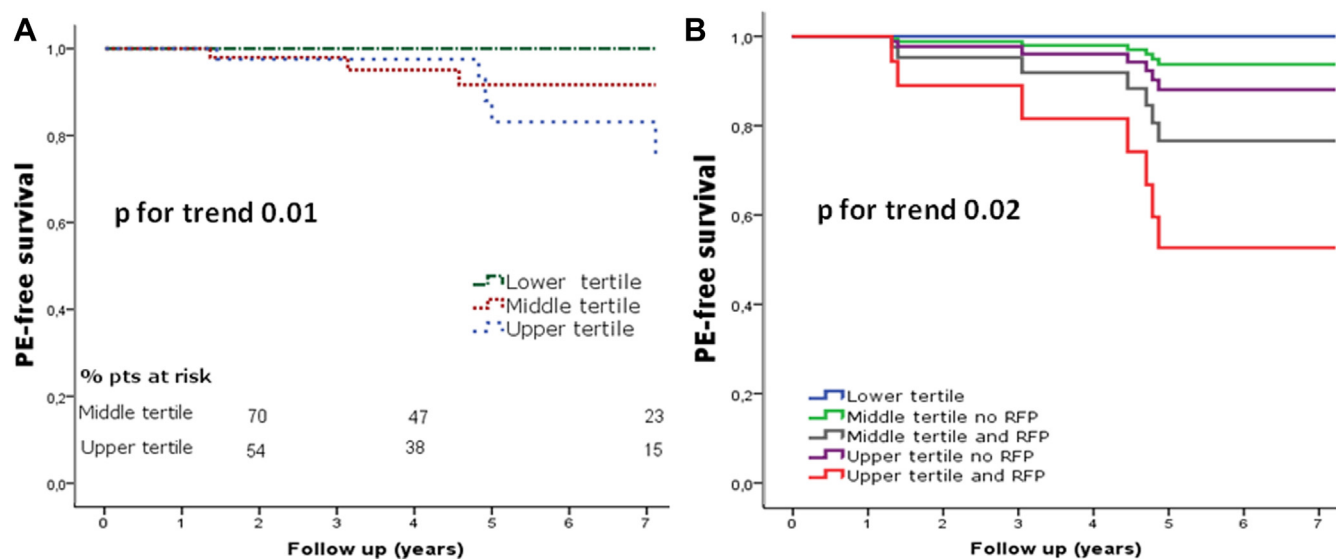 A
PE-free survival
1,0
0,8
0,6
0,4
0,2
0,0
p for trend 0.01
Lower tertile
Middle tertile
Upper tertile
% pts at risk
Middle tertile 70 47 23
Upper tertile 54 38 15
0 1 2 3 4 5 6 7
Follow up (years)
B
PE-free survival
1,0
0,8
0,6
0,4
0,2
0,0
p for trend 0.02
Lower tertile
Middle tertile no RFP
Middle tertile and RFP
Upper tertile no RFP
Upper tertile and RFP
0 1 2 3 4 5 6 7
Follow up (years)